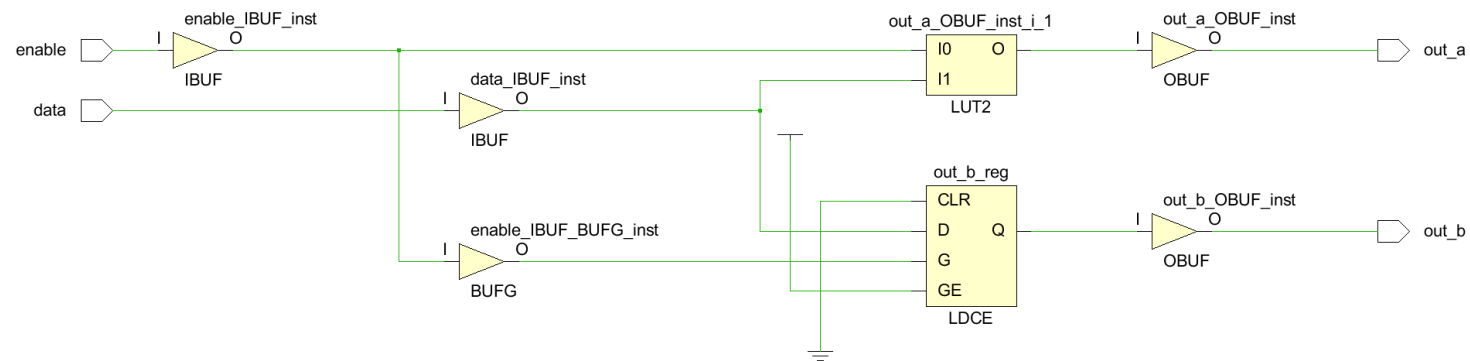 enable_IBUF_inst
out_a_OBUF_inst_i_1
out_a_OBUF_inst
enable
I
O
IBUF
I0
O
I1
LUT2
I
O
OBUF
out_a
data
data_IBUF_inst
I
O
IBUF
out_b_reg
CLR
D
Q
G
GE
LDCE
out_b_OBUF_inst
I
O
OBUF
out_b
enable_IBUF_BUFG_inst
I
O
BUFG